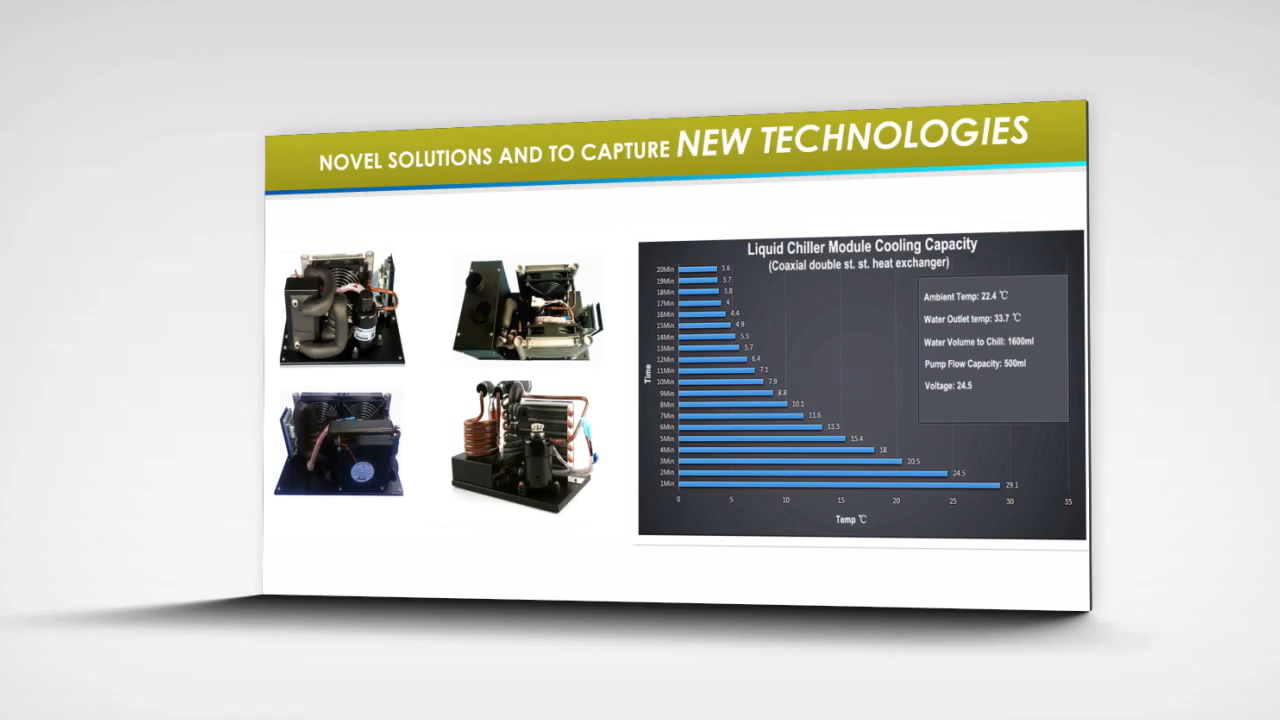 NOVEL SOLUTIONS AND TO CAPTURE NEW TECHNOLOGIES
Liquid Chiller Module Cooling Capacity
(Coaxial double st. st. heat exchanger)
Time
20Min 3.6
19Min 3.7
18Min 3.8
17Min 4
16Min 4.4
15Min 4.9
14Min 5.5
13Min 5.7
12Min 6.4
11Min 7.1
10Min 7.9
9Min 8.8
8Min 10.1
7Min 11.6
6Min 13.3
5Min 15.4
4Min 18
3Min 20.5
2Min 24.5
1Min 29.1
0 5 10 15 20 25 30 35
Temp ℃
Ambient Temp: 22.4 ℃
Water Outlet temp: 33.7 ℃
Water Volume to Chill: 1600ml
Pump Flow Capacity: 500ml
Voltage: 24.5